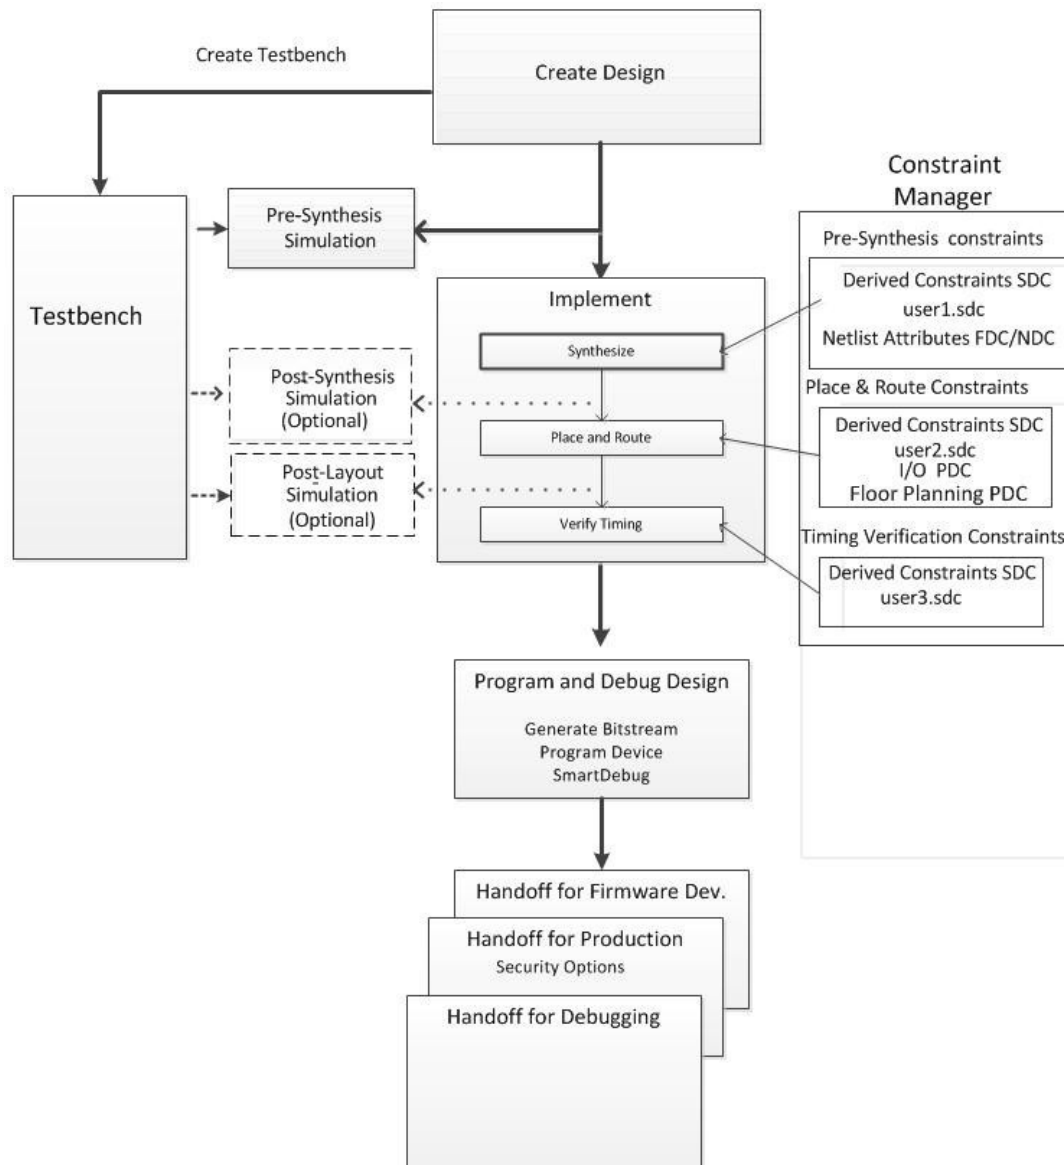 Create Testbench
Create Design
Constraint
Manager
Pre-Synthesis
Simulation
Pre-Synthesis constraints
Derived Constraints SDC
user1.sdc
Netlist Attributes FDC/NDC
Testbench
Implement
Synthesize
Post-Synthesis
Simulation
(Optional)
Place & Route Constraints
Derived Constraints SDC
user2.sdc
I/O PDC
Floor Planning PDC
Place and Route
Post-Layout
Simulation
(Optional)
Verify Timing
Timing Verification Constraints
Derived Constraints SDC
user3.sdc
Program and Debug Design
Generate Bitstream
Program Device
SmartDebug
Handoff for Firmware Dev.
Handoff for Production
Security Options
Handoff for Debugging